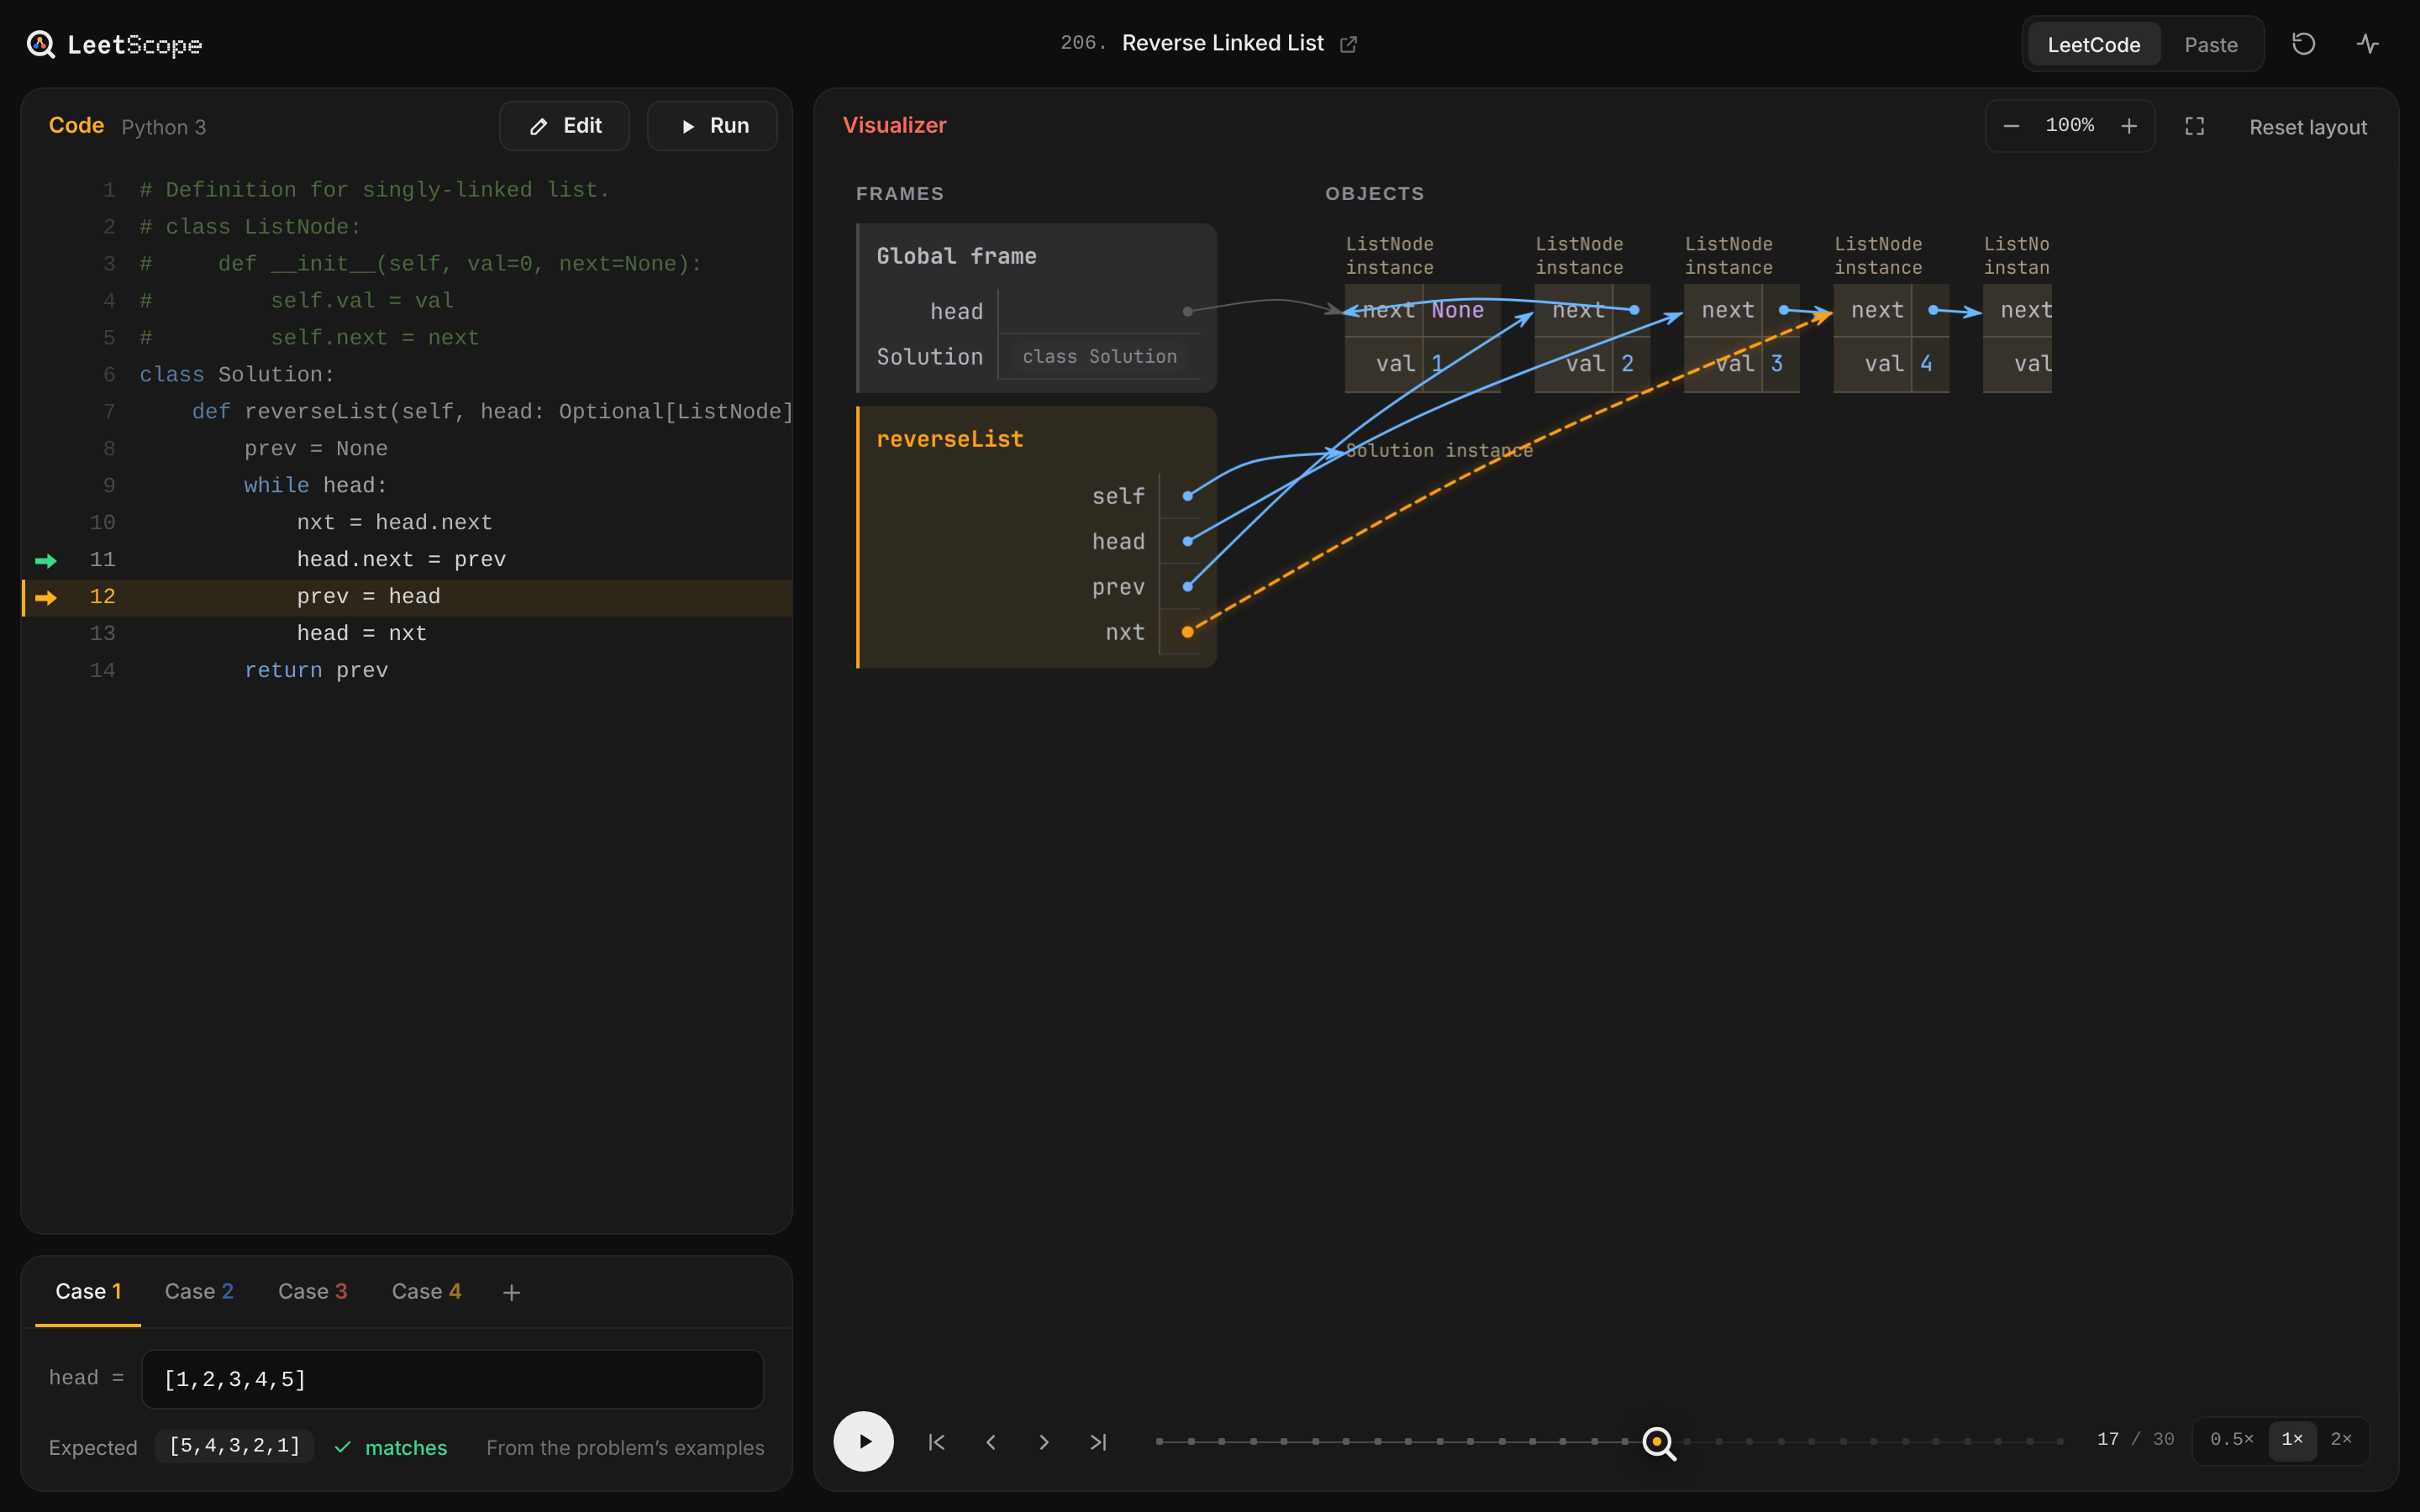 LeetScope
206. Reverse Linked List
LeetCode
Paste
Code Python 3
Edit
Run
1 # Definition for singly-linked list.
2 # class ListNode:
3 #     def __init__(self, val=0, next=None):
4 #         self.val = val
5 #         self.next = next
6 class Solution:
7     def reverseList(self, head: Optional[ListNode]
8         prev = None
9         while head:
10             nxt = head.next
11             head.next = prev
12             prev = head
13             head = nxt
14         return prev
Case 1
Case 2
Case 3
Case 4
head =
[1,2,3,4,5]
Expected [5,4,3,2,1] matches From the problem’s examples
Visualizer
100%
Reset layout
FRAMES
OBJECTS
Global frame
head
Solution class Solution
reverseList
self
head
prev
nxt
ListNode
instance
next None
val 1
ListNode
instance
next
val 2
ListNode
instance
next
val 3
ListNode
instance
next
val 4
ListNo
instan
next
val
Solution instance
17 / 30
0.5×
1×
2×